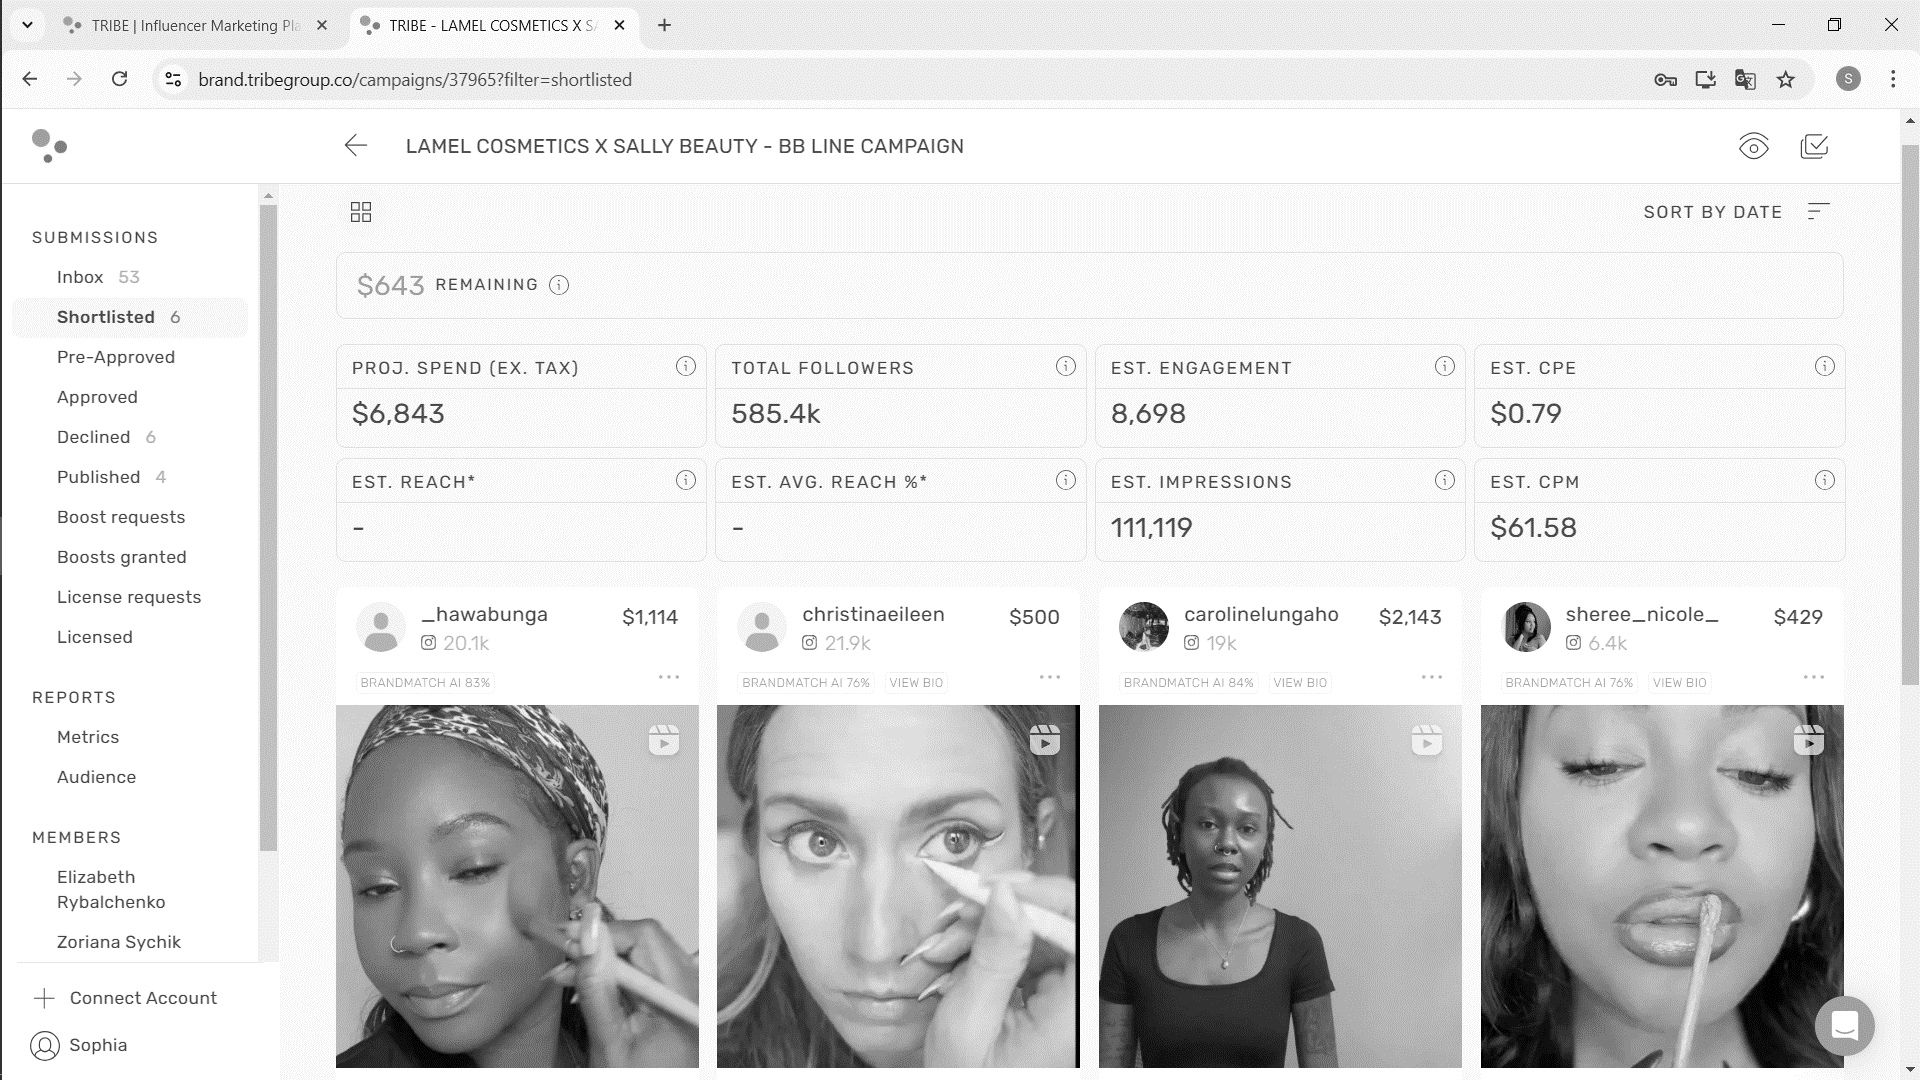 TRIBE | Influencer Marketing Pla
TRIBE - LAMEL COSMETICS X SA
brand.tribegroup.co/campaigns/37965?filter=shortlisted
S
LAMEL COSMETICS X SALLY BEAUTY - BB LINE CAMPAIGN
SUBMISSIONS
Inbox 53
Shortlisted 6
Pre-Approved
Approved
Declined 6
Published 4
Boost requests
Boosts granted
License requests
Licensed
REPORTS
Metrics
Audience
MEMBERS
Elizabeth
Rybalchenko
Zoriana Sychik
Connect Account
Sophia
SORT BY DATE
$643 REMAINING
PROJ. SPEND (EX. TAX)
$6,843
TOTAL FOLLOWERS
585.4k
EST. ENGAGEMENT
8,698
EST. CPE
$0.79
EST. REACH*
-
EST. AVG. REACH %*
-
EST. IMPRESSIONS
111,119
EST. CPM
$61.58
_hawabunga $1,114
20.1k
BRANDMATCH AI 83%
christinaeileen $500
21.9k
BRANDMATCH AI 76% VIEW BIO
carolinelungaho $2,143
19k
BRANDMATCH AI 84% VIEW BIO
sheree_nicole_ $429
6.4k
BRANDMATCH AI 76% VIEW BIO